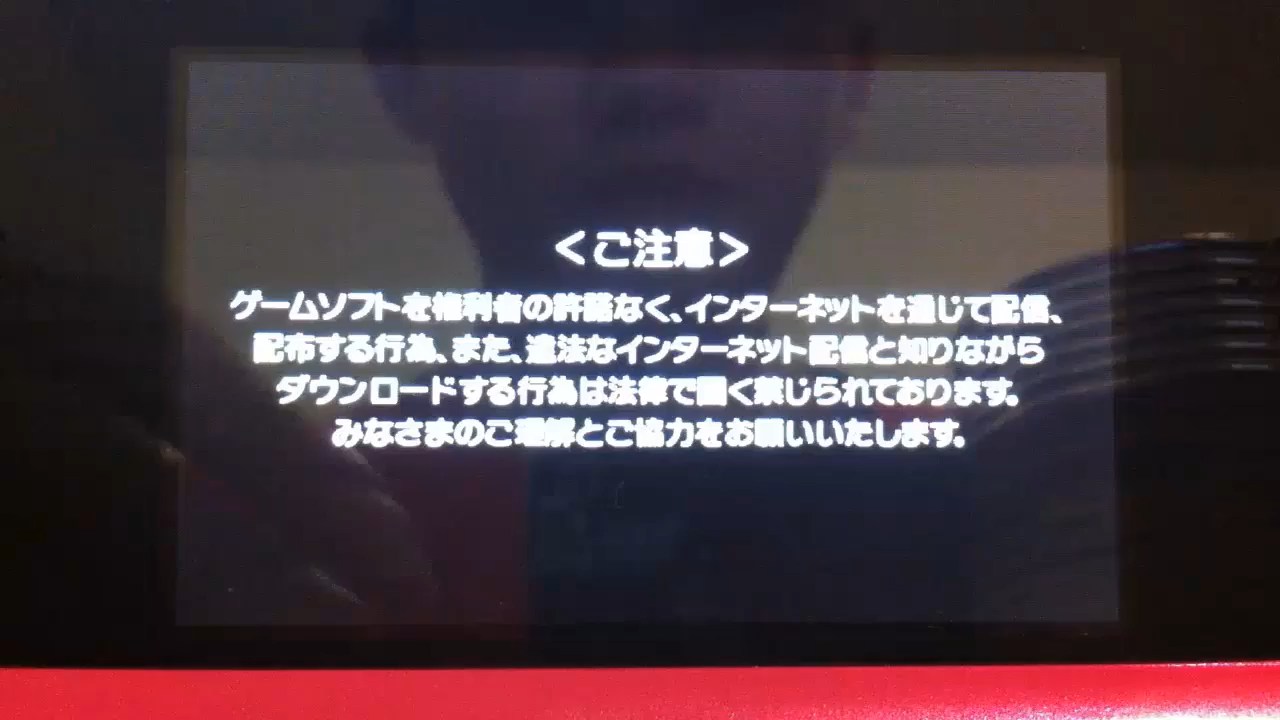 ＜ご注意＞
ゲームソフトを権利者の許諾なく、インターネットを通じて配信、
配布する行為、また、違法なインターネット配信と知りながら
ダウンロードする行為は法律で固く禁じられております。
みなさまのご理解とご協力をお願いいたします。